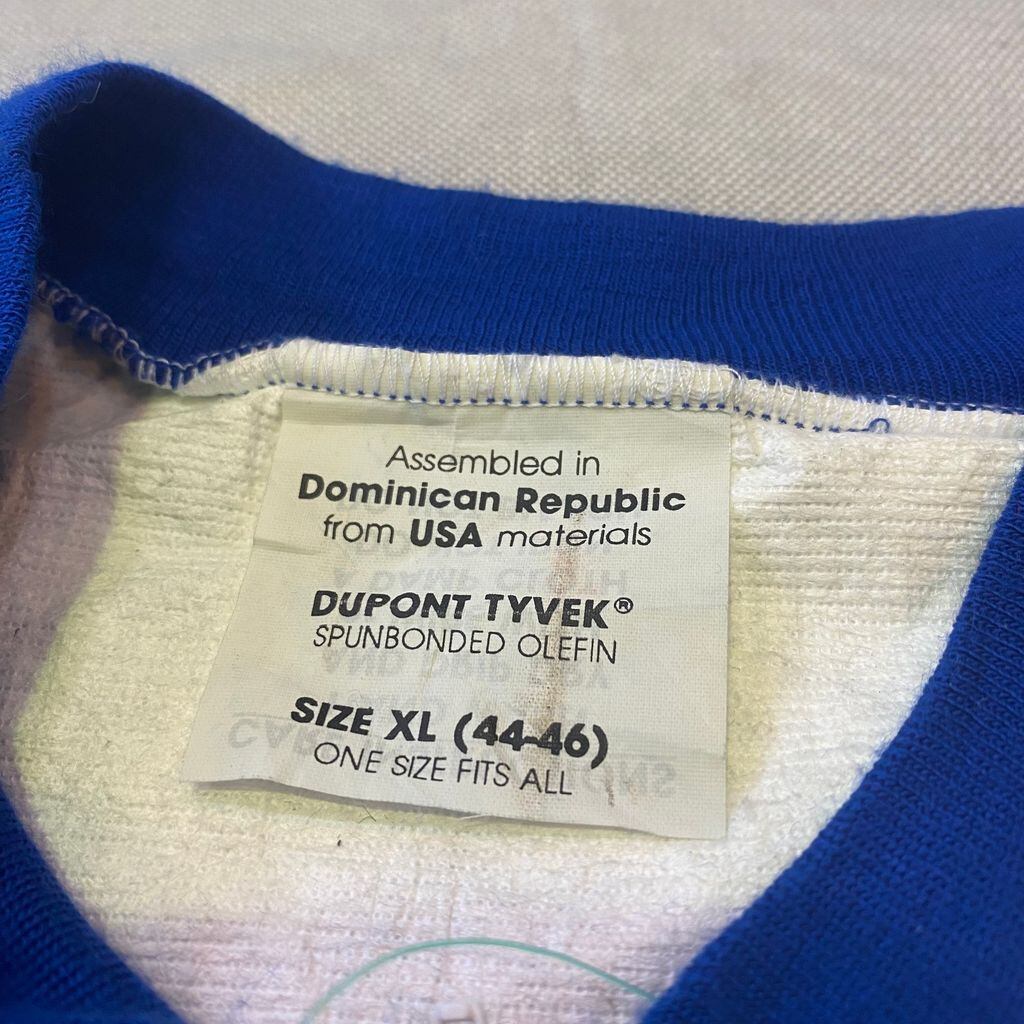 Assembled in
Dominican Republic
from USA materials
DUPONT TYVEK®
SPUNBONDED OLEFIN
SIZE XL (44-46)
ONE SIZE FITS ALL